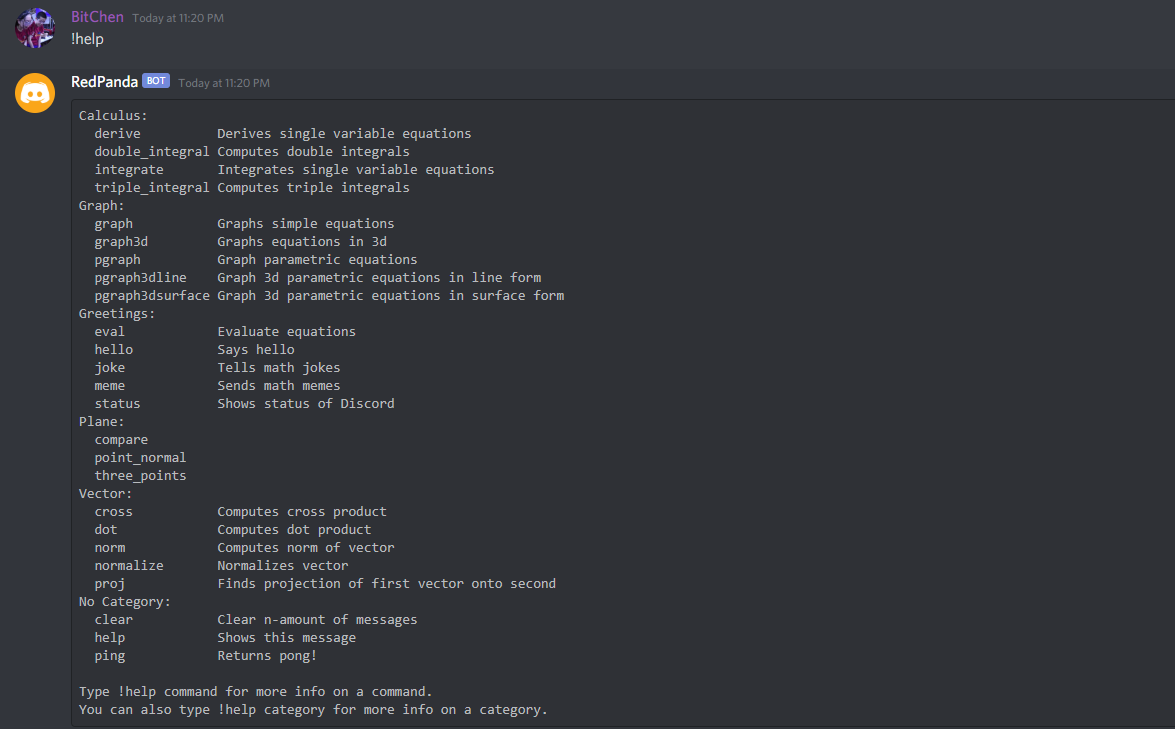 BitChen Today at 11:20 PM
!help
RedPanda BOT Today at 11:20 PM
Calculus:
  derive          Derives single variable equations
  double_integral Computes double integrals
  integrate       Integrates single variable equations
  triple_integral Computes triple integrals
Graph:
  graph           Graphs simple equations
  graph3d         Graphs equations in 3d
  pgraph          Graph parametric equations
  pgraph3dline    Graph 3d parametric equations in line form
  pgraph3dsurface Graph 3d parametric equations in surface form
Greetings:
  eval            Evaluate equations
  hello           Says hello
  joke            Tells math jokes
  meme            Sends math memes
  status          Shows status of Discord
Plane:
  compare
  point_normal
  three_points
Vector:
  cross           Computes cross product
  dot             Computes dot product
  norm            Computes norm of vector
  normalize       Normalizes vector
  proj            Finds projection of first vector onto second
No Category:
  clear           Clear n-amount of messages
  help            Shows this message
  ping            Returns pong!
Type !help command for more info on a command.
You can also type !help category for more info on a category.